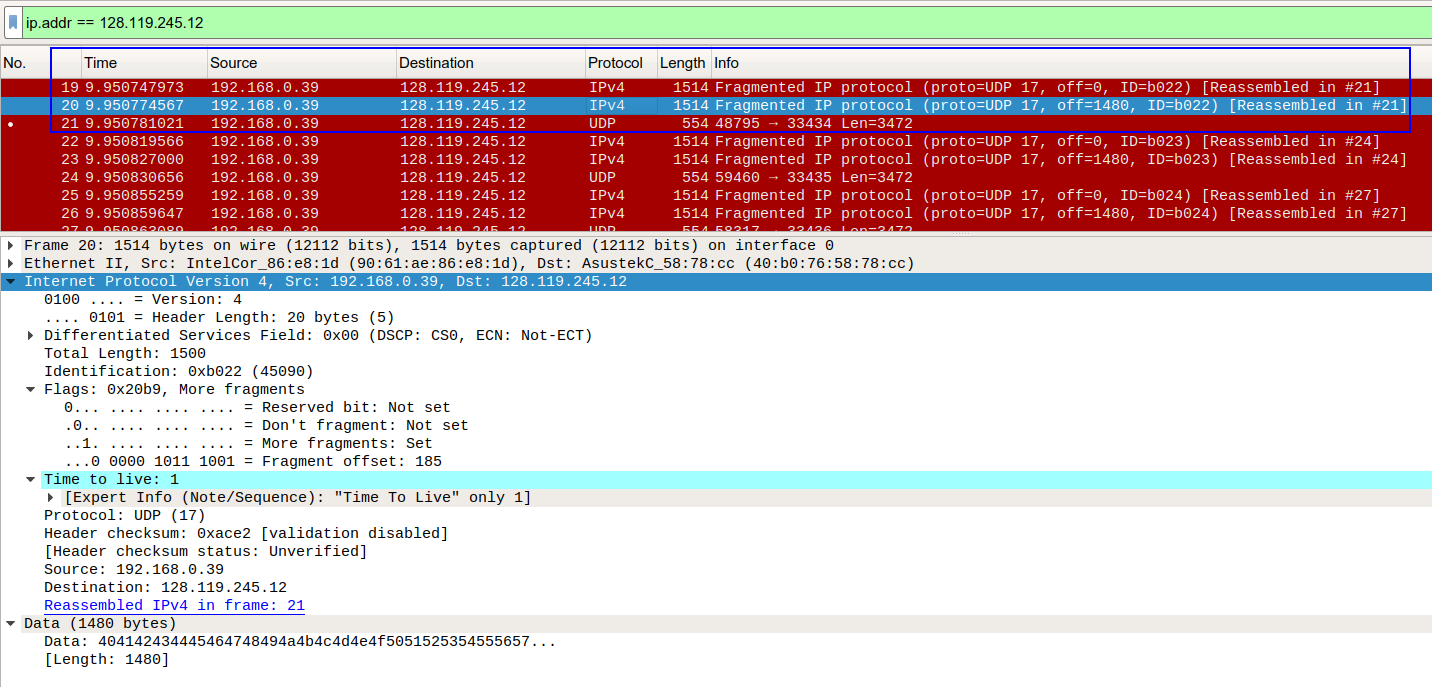 ip.addr == 128.119.245.12
No. Time Source Destination Protocol Length Info
19 9.950747973 192.168.0.39 128.119.245.12 IPv4 1514 Fragmented IP protocol (proto=UDP 17, off=0, ID=b022) [Reassembled in #21]
20 9.950774567 192.168.0.39 128.119.245.12 IPv4 1514 Fragmented IP protocol (proto=UDP 17, off=1480, ID=b022) [Reassembled in #21]
21 9.950781021 192.168.0.39 128.119.245.12 UDP 554 48795 → 33434 Len=3472
22 9.950819566 192.168.0.39 128.119.245.12 IPv4 1514 Fragmented IP protocol (proto=UDP 17, off=0, ID=b023) [Reassembled in #24]
23 9.950827000 192.168.0.39 128.119.245.12 IPv4 1514 Fragmented IP protocol (proto=UDP 17, off=1480, ID=b023) [Reassembled in #24]
24 9.950830656 192.168.0.39 128.119.245.12 UDP 554 59460 → 33435 Len=3472
25 9.950855259 192.168.0.39 128.119.245.12 IPv4 1514 Fragmented IP protocol (proto=UDP 17, off=0, ID=b024) [Reassembled in #27]
26 9.950859647 192.168.0.39 128.119.245.12 IPv4 1514 Fragmented IP protocol (proto=UDP 17, off=1480, ID=b024) [Reassembled in #27]
27 9.950863089 192.168.0.39 128.119.245.12 UDP 554 58317 → 33436 Len=3472
Frame 20: 1514 bytes on wire (12112 bits), 1514 bytes captured (12112 bits) on interface 0
Ethernet II, Src: IntelCor_86:e8:1d (90:61:ae:86:e8:1d), Dst: AsustekC_58:78:cc (40:b0:76:58:78:cc)
Internet Protocol Version 4, Src: 192.168.0.39, Dst: 128.119.245.12
0100 .... = Version: 4
.... 0101 = Header Length: 20 bytes (5)
Differentiated Services Field: 0x00 (DSCP: CS0, ECN: Not-ECT)
Total Length: 1500
Identification: 0xb022 (45090)
Flags: 0x20b9, More fragments
0... .... .... .... = Reserved bit: Not set
.0.. .... .... .... = Don't fragment: Not set
..1. .... .... .... = More fragments: Set
...0 0000 1011 1001 = Fragment offset: 185
Time to live: 1
[Expert Info (Note/Sequence): "Time To Live" only 1]
Protocol: UDP (17)
Header checksum: 0xace2 [validation disabled]
[Header checksum status: Unverified]
Source: 192.168.0.39
Destination: 128.119.245.12
Reassembled IPv4 in frame: 21
Data (1480 bytes)
Data: 404142434445464748494a4b4c4d4e4f5051525354555657...
[Length: 1480]